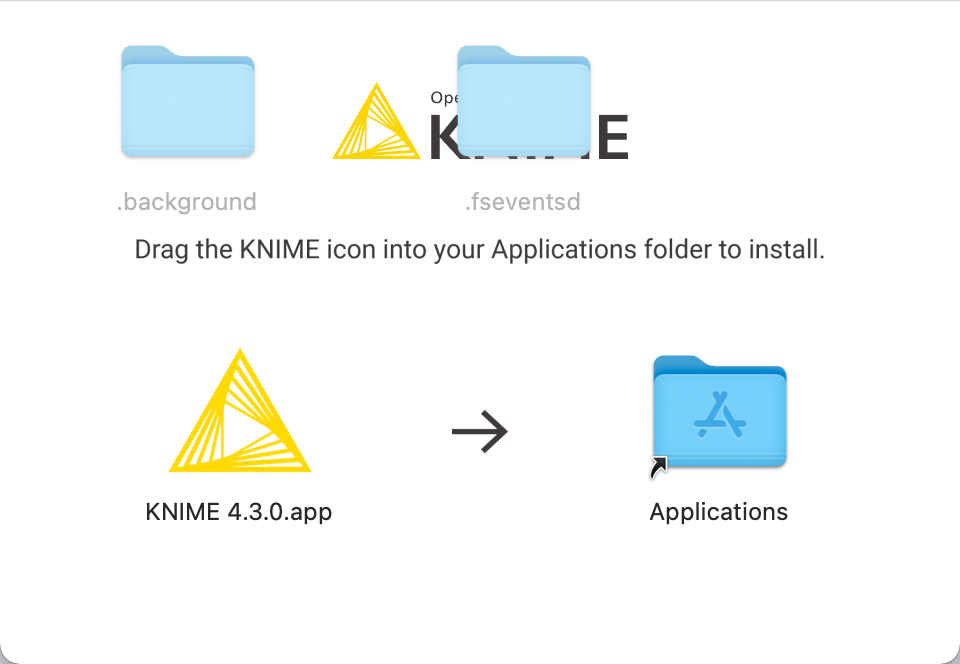 .background
.fseventsd
Drag the KNIME icon into your Applications folder to install.
KNIME 4.3.0.app
Applications